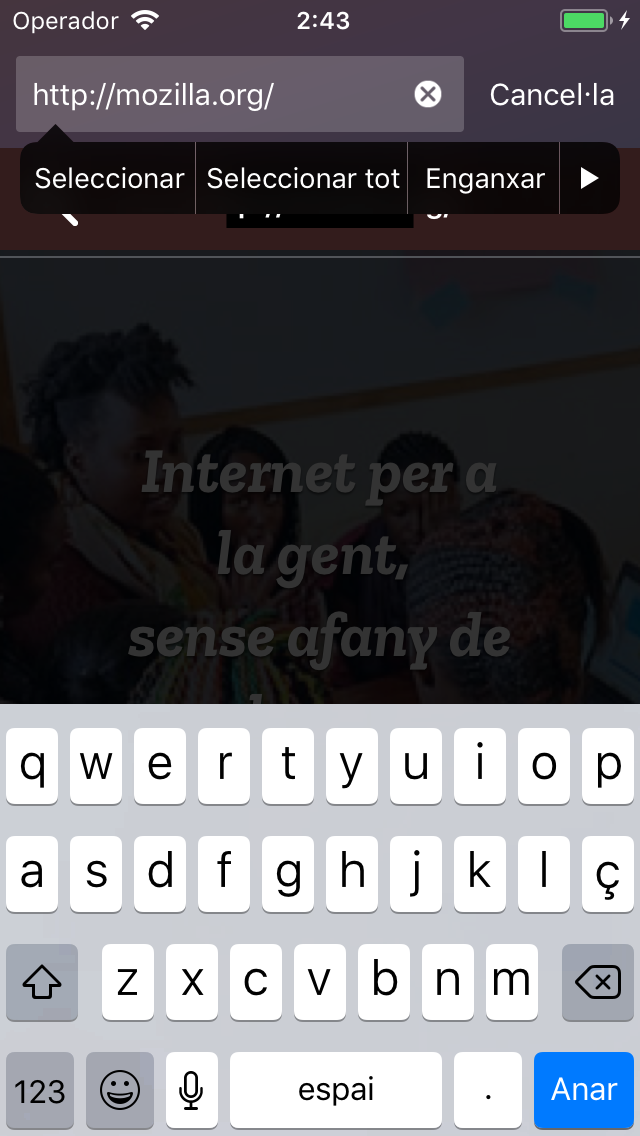 Operador 2:43
http://mozilla.org/ Cancel·la
Seleccionar Seleccionar tot Enganxar
Internet per a
la gent,
sense afany de
q w e r t y u i o p
a s d f g h j k l ç
z x c v b n m
123 espai . Anar